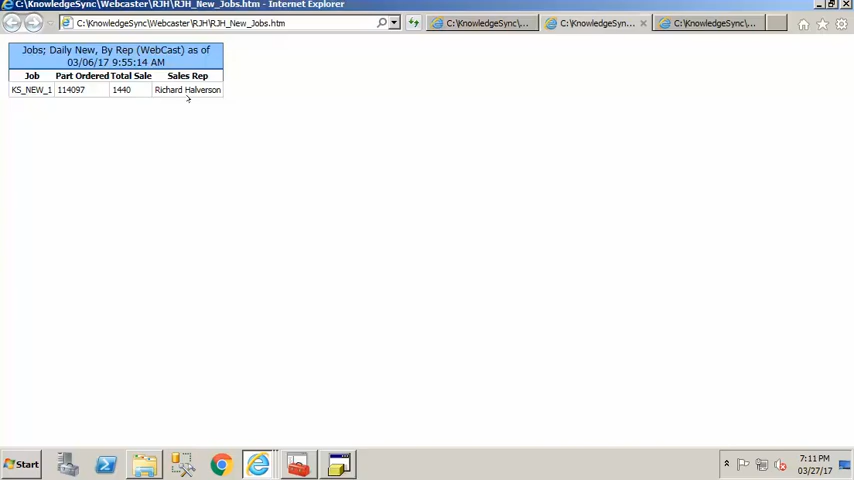 C:\KnowledgeSync\Webcaster\RJH\RJH_New_Jobs.htm - Internet Explorer
C:\KnowledgeSync\Webcaster\RJH\RJH_New_Jobs.htm
C:\KnowledgeSync\...
C:\KnowledgeSyn...
C:\KnowledgeSync\...
Jobs; Daily New, By Rep (WebCast) as of
03/06/17 9:55:14 AM
Job Part Ordered Total Sale Sales Rep
KS_NEW_1 114097 1440 Richard Halverson
Start
7:11 PM
03/27/17